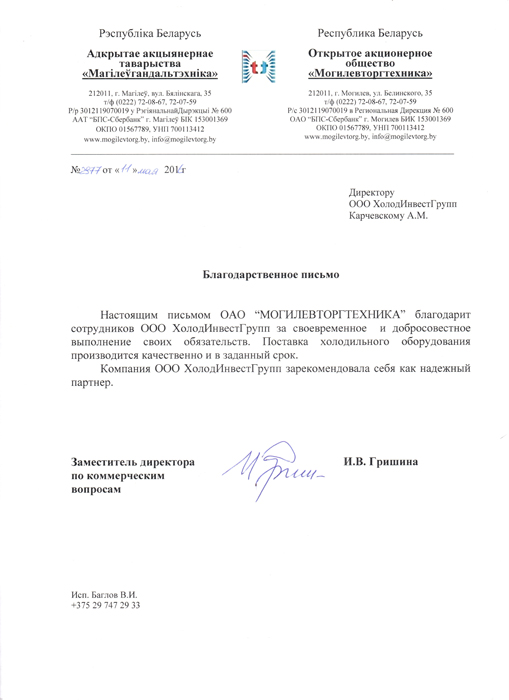 Рэспубліка Беларусь
Адкрытае акцыянернае
таварыства
«Магілеўгандальтэхніка»
212011, г. Магілеў, вул. Бялінскага, 35
т/ф (0222) 72-08-67, 72-07-59
Р/р 3012119070019 у РэгіянальнайДырэкцыі № 600
ААТ “БПС-Сбербанк” г. Магілеў БІК 153001369
ОКПО 01567789, УНП 700113412
www.mogilevtorg.by, info@mogilevtorg.by
Республика Беларусь
Открытое акционерное
общество
«Могилевторгтехника»
212011, г. Могилев, ул. Белинского, 35
т/ф (0222) 72-08-67, 72-07-59
Р/с 3012119070019 в Региональная Дирекция № 600
ОАО “БПС-Сбербанк” г. Могилев БИК 153001369
ОКПО 01567789, УНП 700113412
www.mogilevtorg.by, info@mogilevtorg.by
№2977 от «11»мая 201 г
Директору
ООО ХолодИнвестГрупп
Карчевскому А.М.
Благодарственное письмо
Настоящим письмом ОАО “МОГИЛЕВТОРГТЕХНИКА” благодарит
сотрудников ООО ХолодИнвестГрупп за своевременное и добросовестное
выполнение своих обязательств. Поставка холодильного оборудования
производится качественно и в заданный срок.
Компания ООО ХолодИнвестГрупп зарекомендовала себя как надежный
партнер.
Заместитель директора
по коммерческим
вопросам
И.В. Гришина
Исп. Баглов В.И.
+375 29 747 29 33